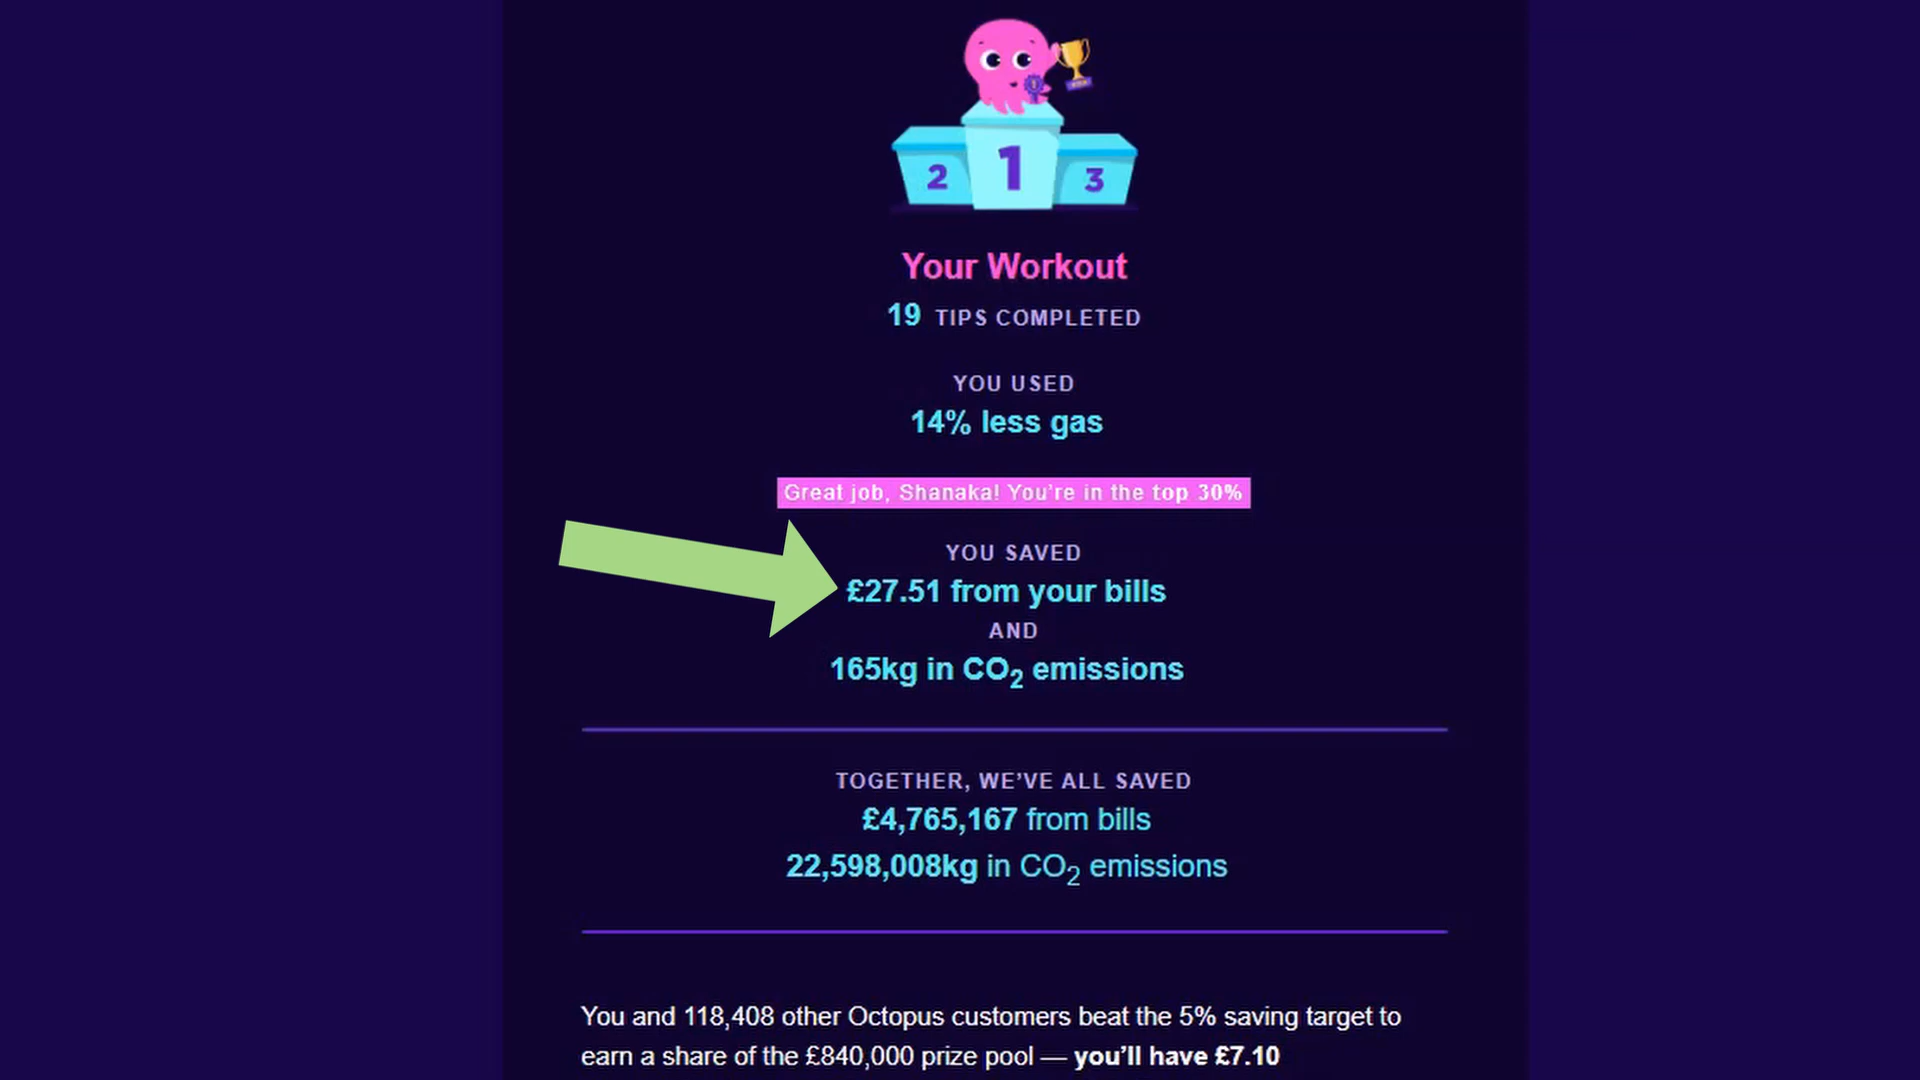 2 1 3
Your Workout
19 TIPS COMPLETED
YOU USED
14% less gas
Great job, Shanaka! You're in the top 30%
YOU SAVED
£27.51 from your bills
AND
165kg in CO₂ emissions
TOGETHER, WE'VE ALL SAVED
£4,765,167 from bills
22,598,008kg in CO₂ emissions
You and 118,408 other Octopus customers beat the 5% saving target to
earn a share of the £840,000 prize pool — you'll have £7.10